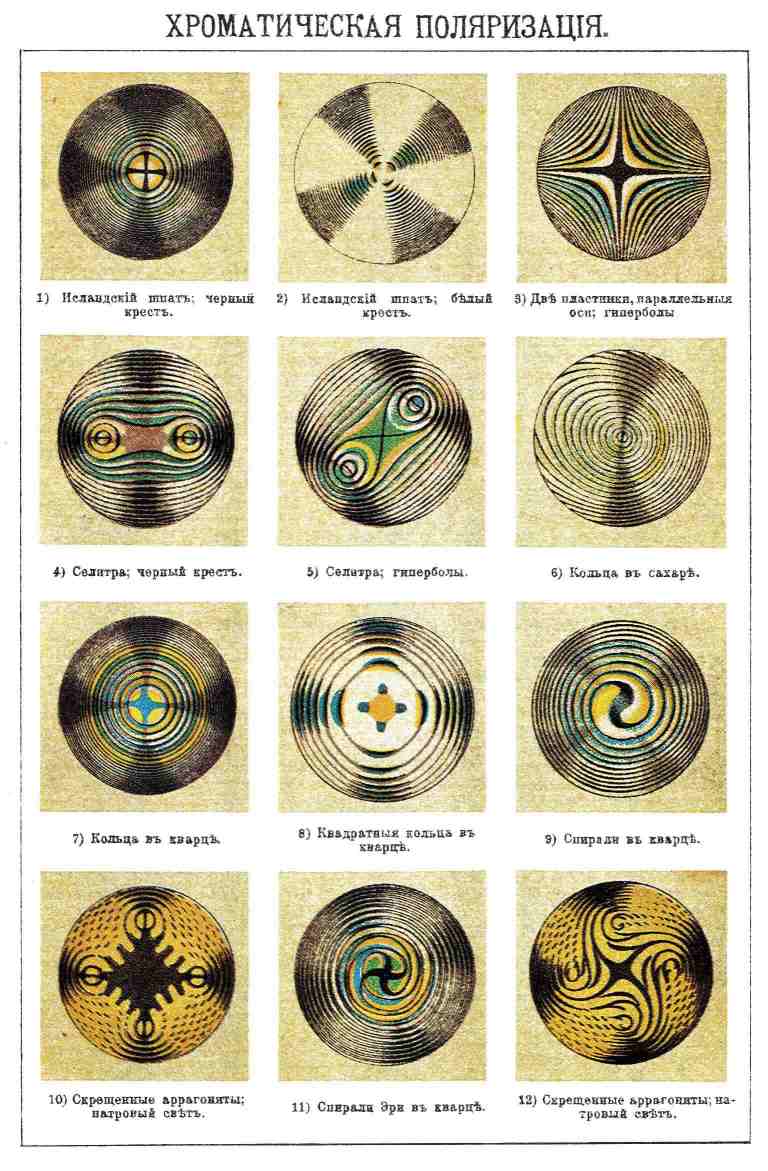 ХРОМАТИЧЕСКАЯ ПОЛЯРИЗАЦІЯ.
1) Исландскій шпатъ; черный
крестъ.
2) Исландскій шпатъ; бѣлый
крестъ.
3) Двѣ пластинки, параллельныя
оси; гиперболы
4) Селитра; черный крестъ.
5) Селитра; гиперболы.
6) Кольца въ сахарѣ.
7) Кольца въ кварцѣ.
8) Квадратныя кольца въ
кварцѣ.
9) Спирали въ кварцѣ.
10) Скрещенные аррагониты;
натровый свѣтъ.
11) Спирали Эри въ кварцѣ.
12) Скрещенные аррагониты; на-
тровый свѣтъ.